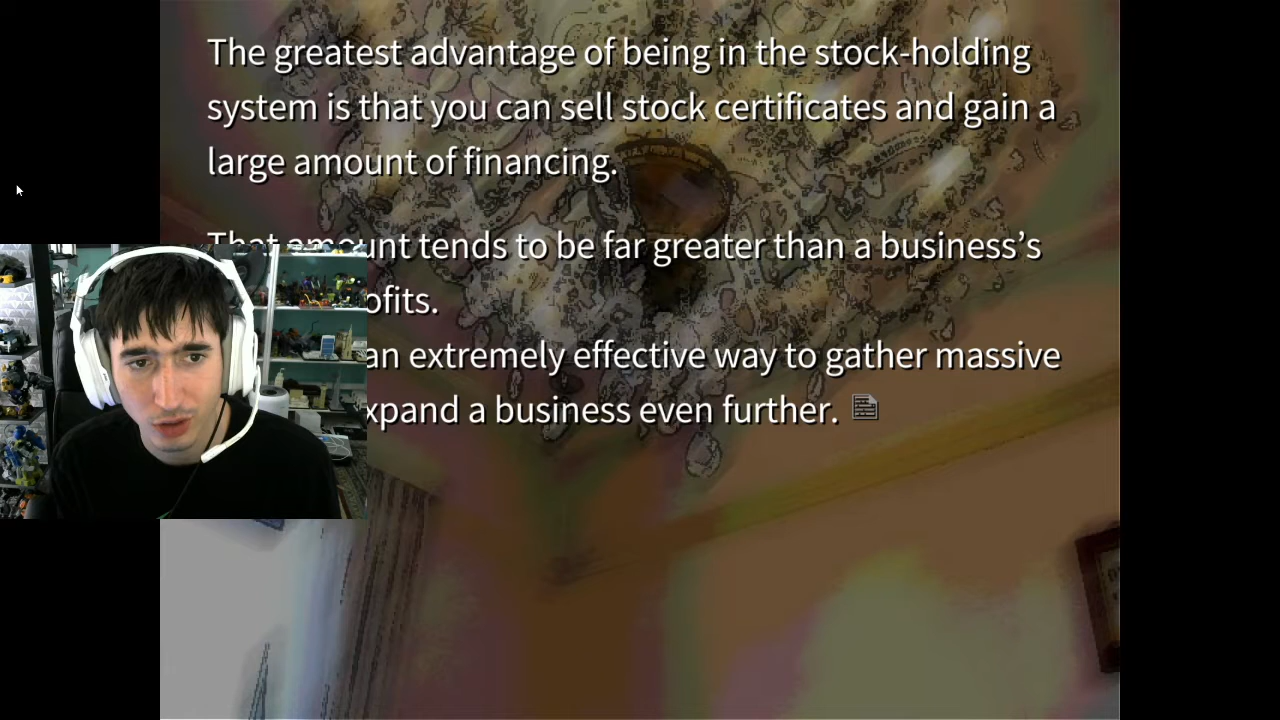 The greatest advantage of being in the stock-holding
system is that you can sell stock certificates and gain a
large amount of financing.
That amount tends to be far greater than a business’s
ofits.
an extremely effective way to gather massive
xpand a business even further.